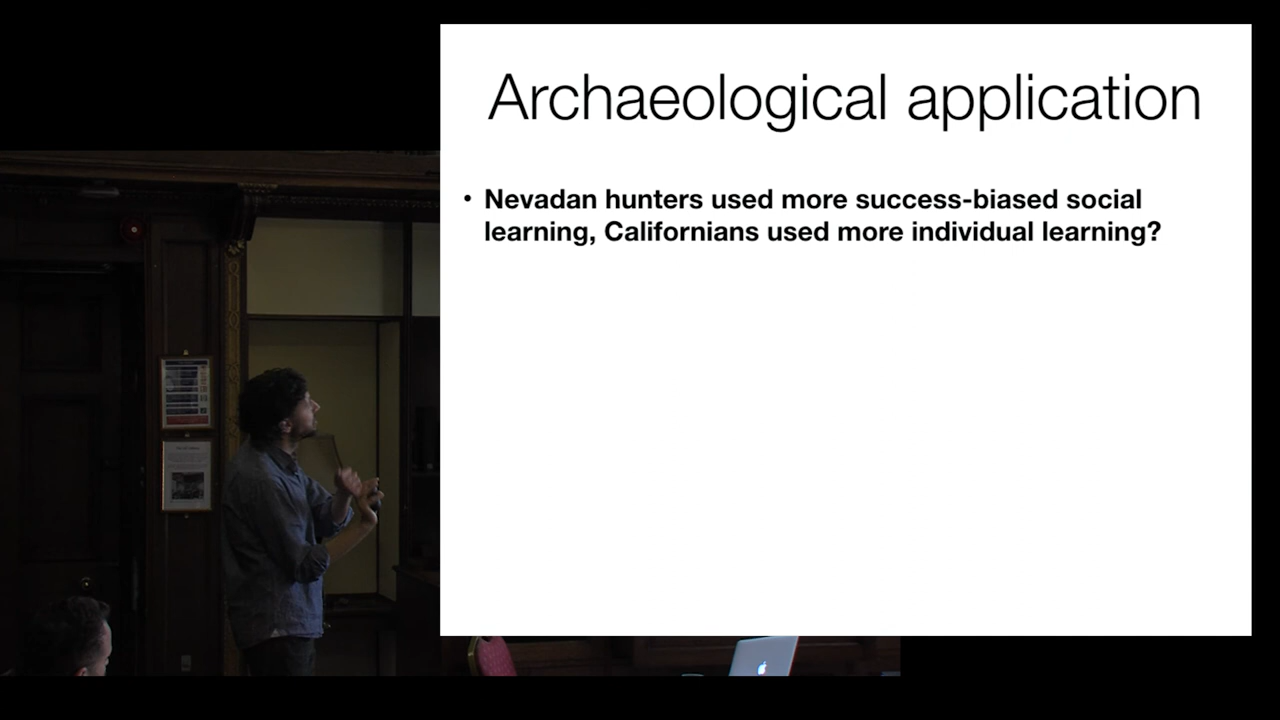 Archaeological application
• Nevadan hunters used more success-biased social
learning, Californians used more individual learning?